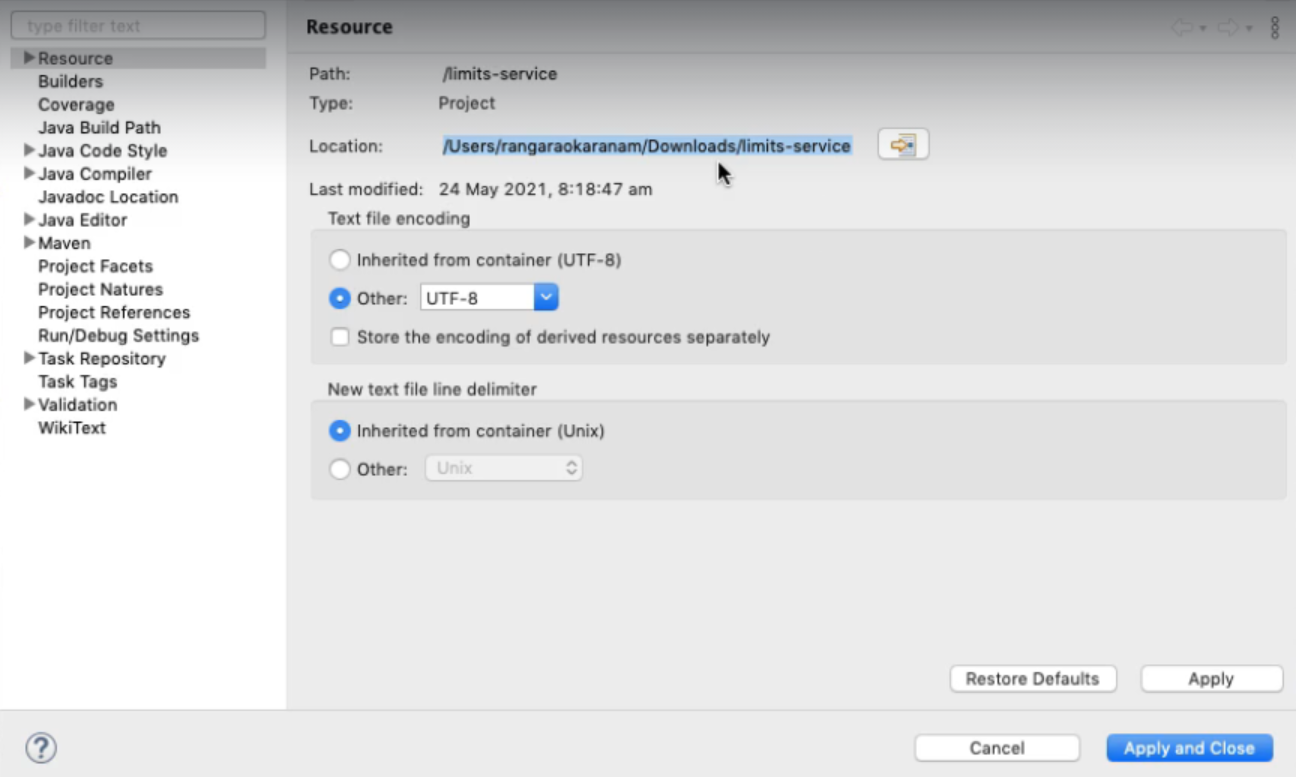 type filter text
Resource
Builders
Coverage
Java Build Path
Java Code Style
Java Compiler
Javadoc Location
Java Editor
Maven
Project Facets
Project Natures
Project References
Run/Debug Settings
Task Repository
Task Tags
Validation
WikiText
Resource
Path: /limits-service
Type: Project
Location: /Users/rangaraokaranam/Downloads/limits-service
Last modified: 24 May 2021, 8:18:47 am
Text file encoding
Inherited from container (UTF-8)
Other: UTF-8
Store the encoding of derived resources separately
New text file line delimiter
Inherited from container (Unix)
Other: Unix
Restore Defaults Apply
? Cancel Apply and Close